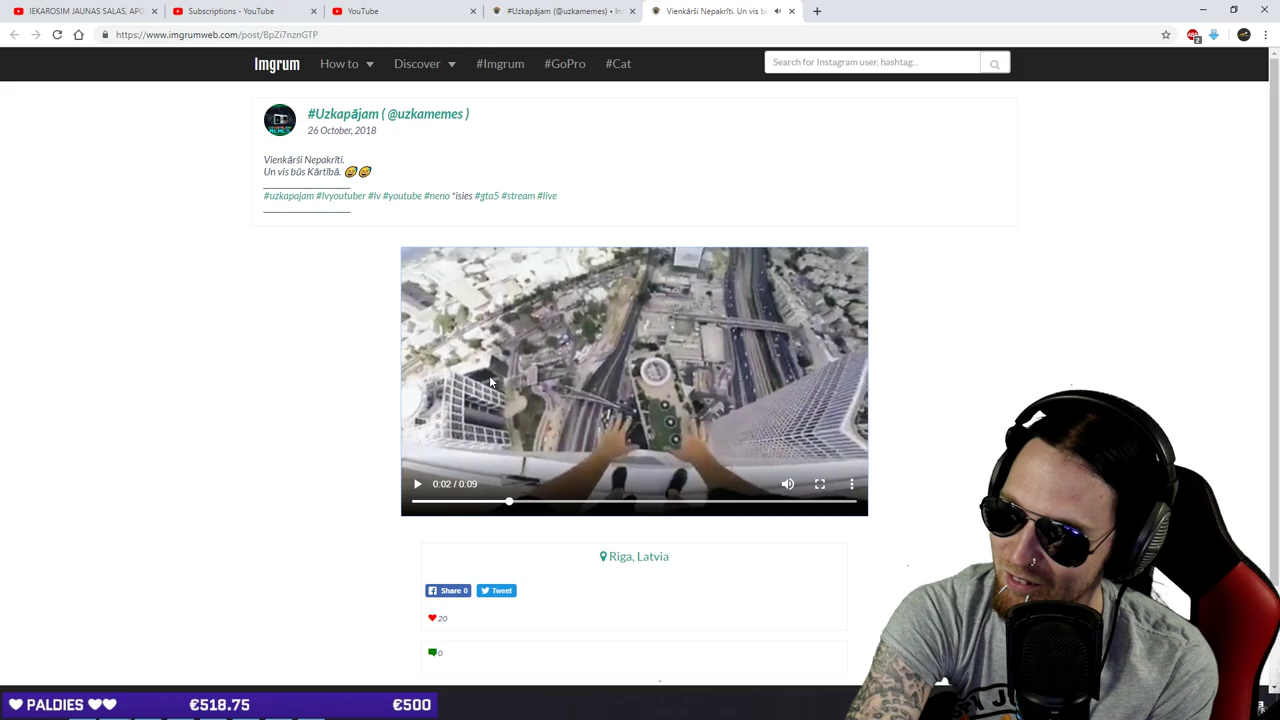 IEKAROSIM JAUNAS SALAS, APG
Subscriptions - YouTube
YouTube
#Uzkapājam (@uzkamemes) • In
Vienkārši Nepakrīti. Un vis b
https://www.imgrumweb.com/post/BpZi7nznGTP
2
Imgrum
How to
Discover
#Imgrum
#GoPro
#Cat
Search for Instagram user, hashtag...
#Uzkapājam ( @uzkamemes )
26 October, 2018
Vienkārši Nepakrīti.
Un vis būs Kārtībā.
#uzkapajam #lvyoutuber #lv #youtube #neno *isies #gta5 #stream #live
0:02 / 0:09
Riga, Latvia
Share 0
Tweet
20
0
PALDIES
€518.75
€500